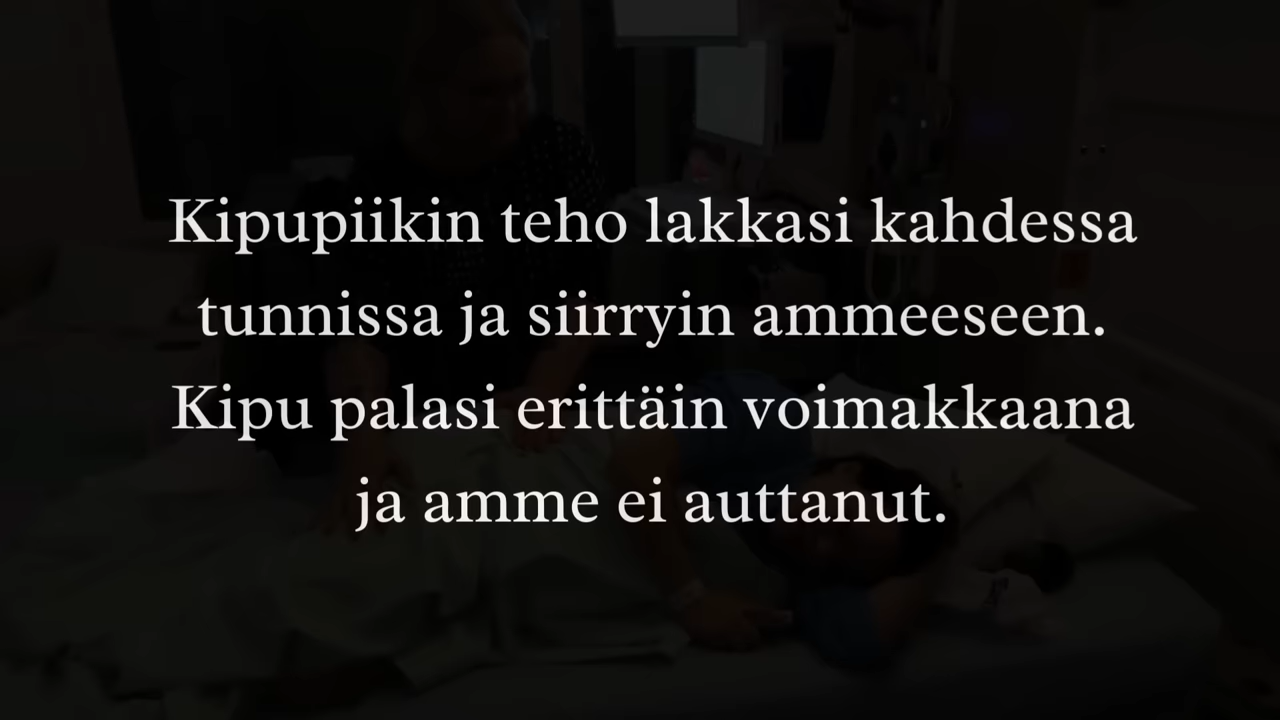 Kipupiikin teho lakkasi kahdessa
tunnissa ja siirryin ammeeseen.
Kipu palasi erittäin voimakkaana
ja amme ei auttanut.